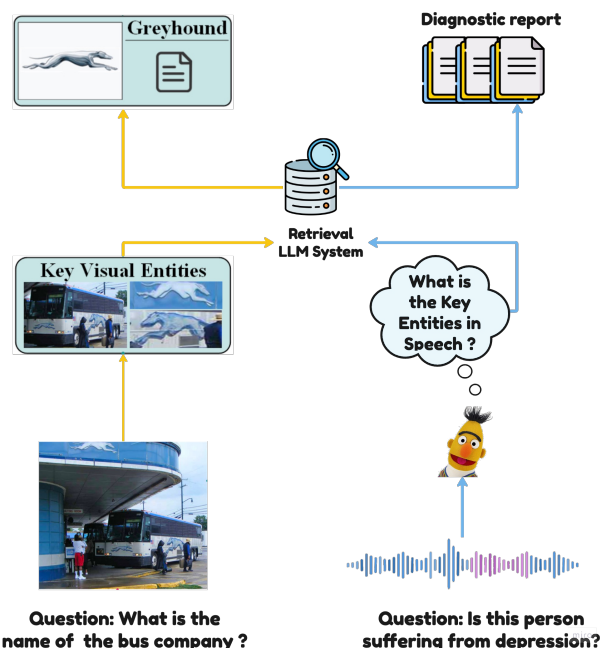 Greyhound
Diagnostic report
Retrieval
LLM System
Key Visual Entities
What is
the Key
Entities in
Speech ?
Question: What is the
name of  the bus company ?
Question: Is this person
suffering from depression?